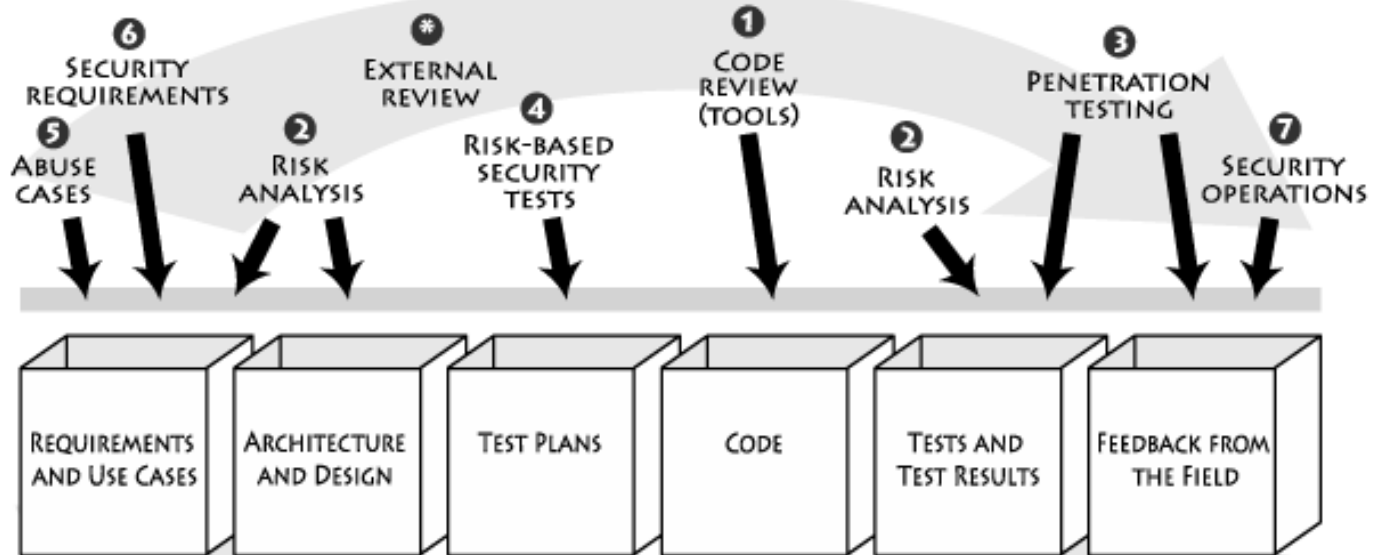 6
SECURITY
REQUIREMENTS
5
ABUSE
CASES
2
RISK
ANALYSIS
*
EXTERNAL
REVIEW
4
RISK-BASED
SECURITY
TESTS
1
CODE
REVIEW
(TOOLS)
2
RISK
ANALYSIS
3
PENETRATION
TESTING
7
SECURITY
OPERATIONS
REQUIREMENTS
AND USE CASES
ARCHITECTURE
AND DESIGN
TEST PLANS
CODE
TESTS AND
TEST RESULTS
FEEDBACK FROM
THE FIELD